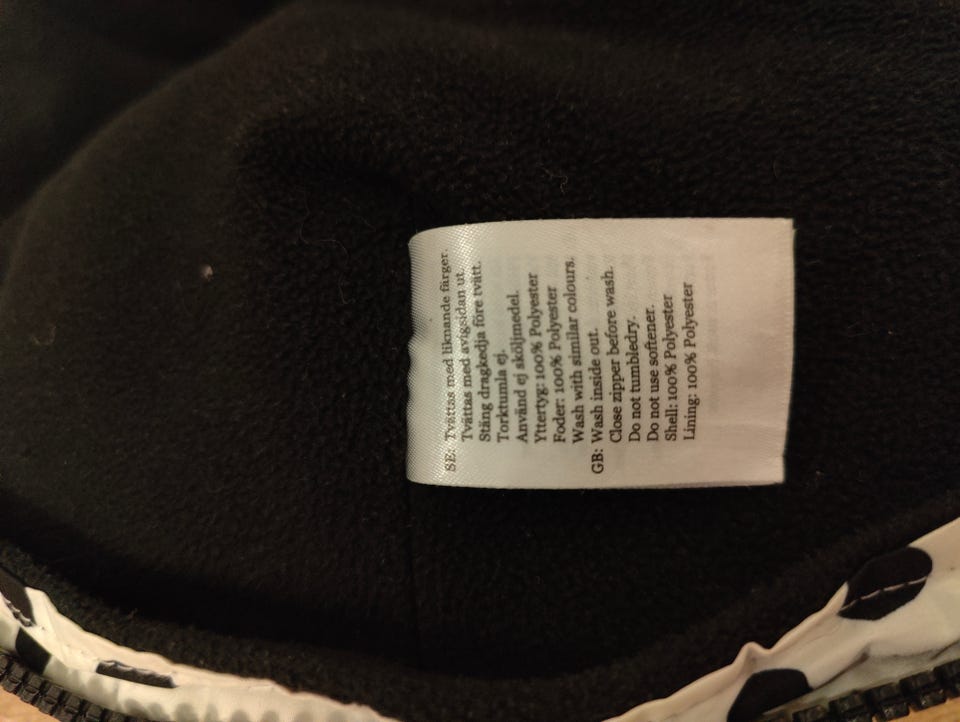 SE: Tvättas med liknande färger.
Tvättas med avigsidan ut.
Stäng dragkedja före tvätt.
Torktumla ej.
Använd ej sköljmedel.
Yttertyg: 100% Polyester
Foder: 100% Polyester
Wash with similar colours.
GB: Wash inside out.
Close zipper before wash.
Do not tumbledry.
Do not use softener.
Shell: 100% Polyester
Lining: 100% Polyester